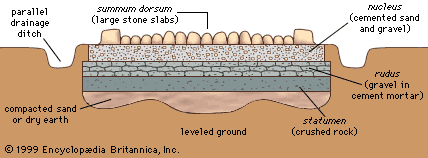 parallel
drainage
ditch
summum dorsum
(large stone slabs)
nucleus
(cemented sand
and gravel)
rudus
(gravel in
cement mortar)
compacted sand
or dry earth
statumen
(crushed rock)
leveled ground
© 1999 Encyclopædia Britannica, Inc.